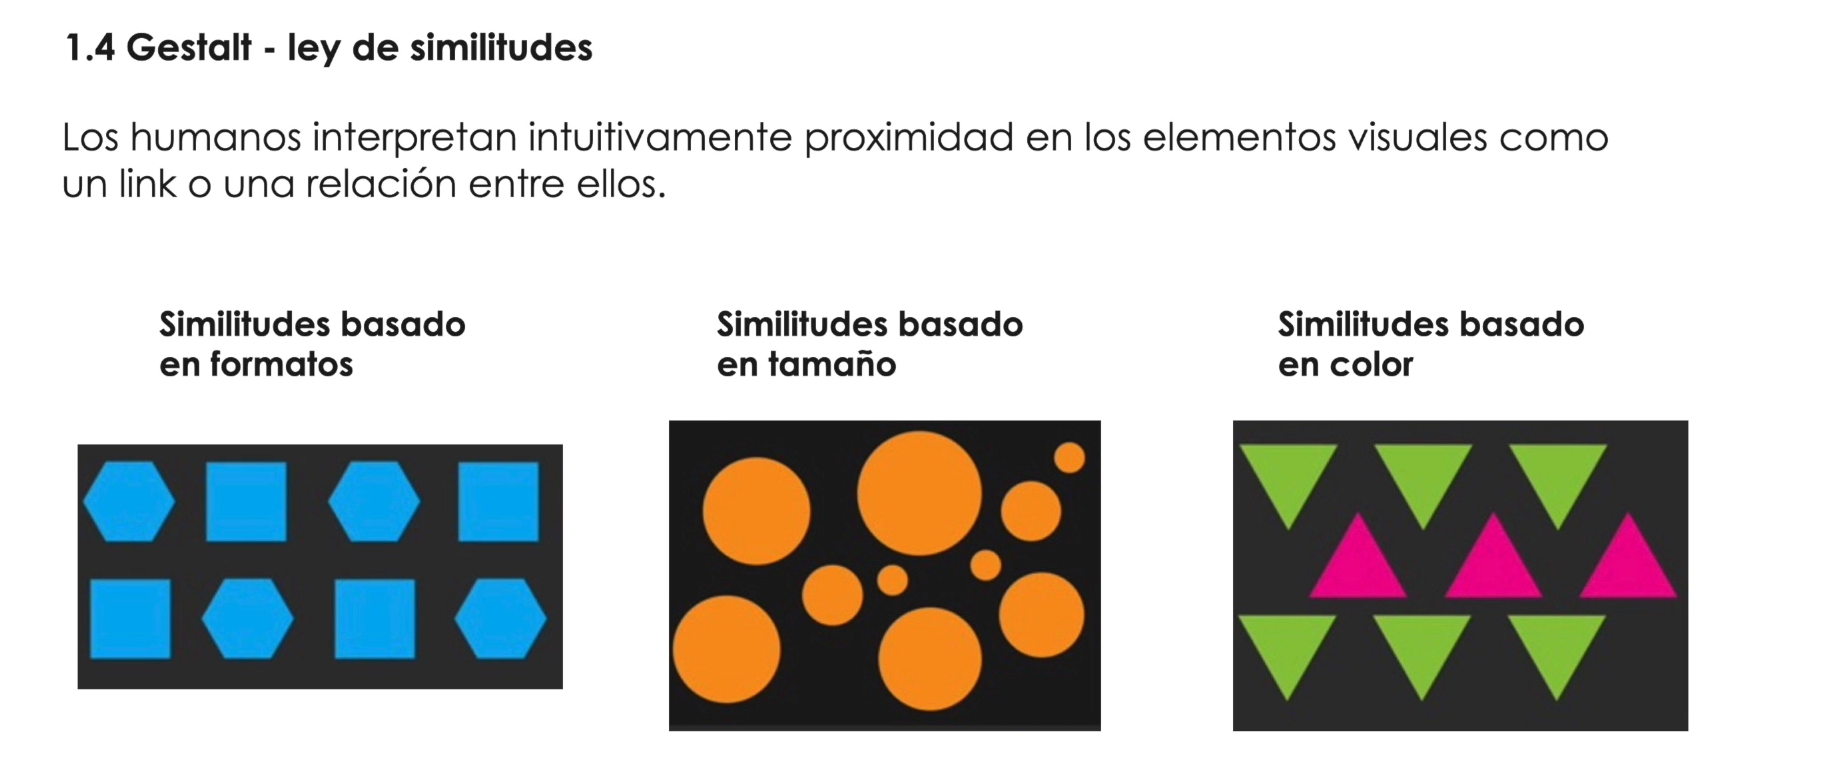 1.4 Gestalt - ley de similitudes
Los humanos interpretan intuitivamente proximidad en los elementos visuales como
un link o una relación entre ellos.
Similitudes basado
en formatos
Similitudes basado
en tamaño
Similitudes basado
en color